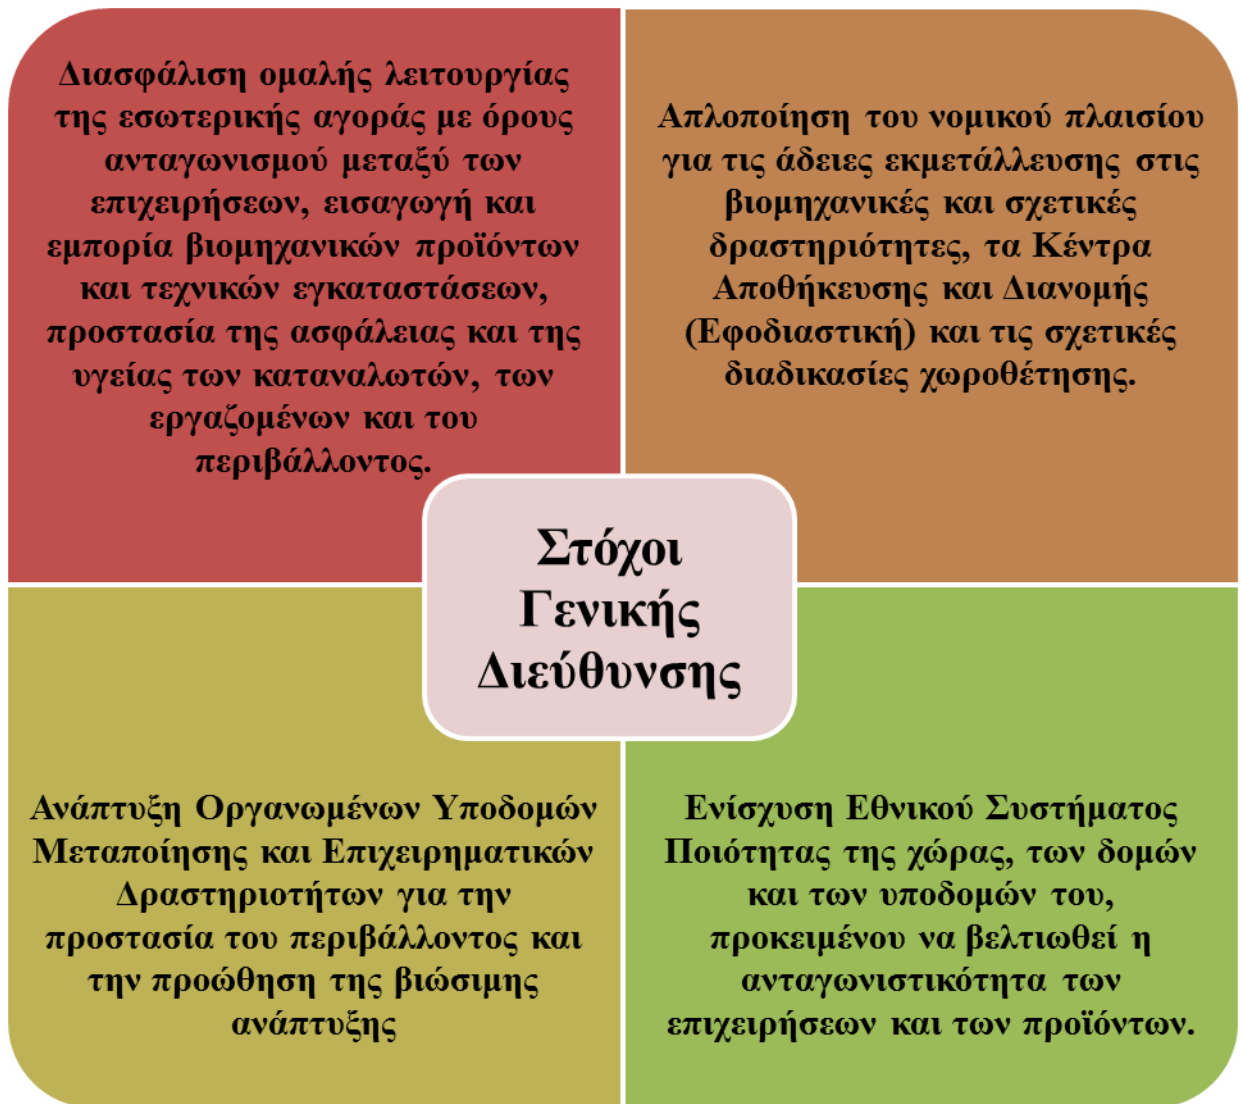 Διασφάλιση ομαλής λειτουργίας
της εσωτερικής αγοράς με όρους
ανταγωνισμού μεταξύ των
επιχειρήσεων, εισαγωγή και
εμπορία βιομηχανικών προϊόντων
και τεχνικών εγκαταστάσεων,
προστασία της ασφάλειας και της
υγείας των καταναλωτών, των
εργαζομένων και του
περιβάλλοντος.
Απλοποίηση του νομικού πλαισίου
για τις άδειες εκμετάλλευσης στις
βιομηχανικές και σχετικές
δραστηριότητες, τα Κέντρα
Αποθήκευσης και Διανομής
(Εφοδιαστική) και τις σχετικές
διαδικασίες χωροθέτησης.
Στόχοι
Γενικής
Διεύθυνσης
Ανάπτυξη Οργανωμένων Υποδομών
Μεταποίησης και Επιχειρηματικών
Δραστηριοτήτων για την
προστασία του περιβάλλοντος και
την προώθηση της βιώσιμης
ανάπτυξης
Ενίσχυση Εθνικού Συστήματος
Ποιότητας της χώρας, των δομών
και των υποδομών του,
προκειμένου να βελτιωθεί η
ανταγωνιστικότητα των
επιχειρήσεων και των προϊόντων.